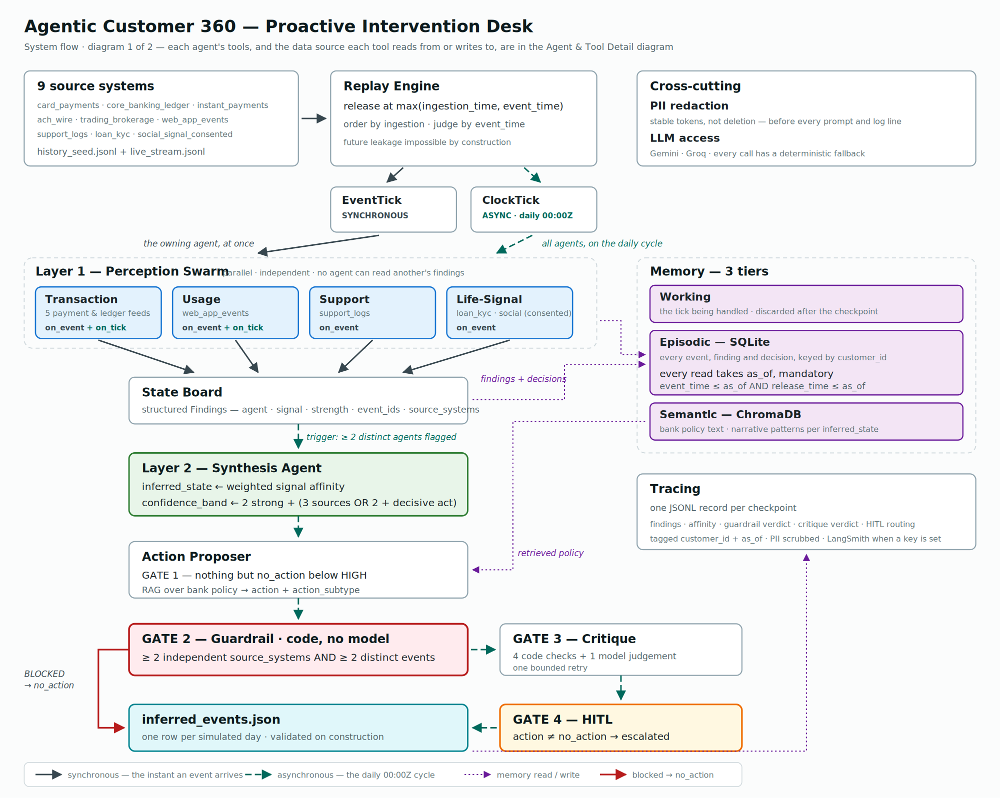 Agentic Customer 360 — Proactive Intervention Desk
System flow · diagram 1 of 2 — each agent's tools, and the data source each tool reads from or writes to, are in the Agent & Tool Detail diagram
9 source systems
card_payments · core_banking_ledger · instant_payments
ach_wire · trading_brokerage · web_app_events
support_logs · loan_kyc · social_signal_consented
history_seed.jsonl + live_stream.jsonl
Replay Engine
release at max(ingestion_time, event_time)
order by ingestion · judge by event_time
future leakage impossible by construction
Cross-cutting
PII redaction
stable tokens, not deletion — before every prompt and log line
LLM access
Gemini · Groq · every call has a deterministic fallback
EventTick
SYNCHRONOUS
ClockTick
ASYNC · daily 00:00Z
the owning agent, at once
all agents, on the daily cycle
Layer 1 — Perception Swarm
parallel · independent · no agent can read another's findings
Transaction
5 payment & ledger feeds
on_event + on_tick
Usage
web_app_events
on_event + on_tick
Support
support_logs
on_event
Life-Signal
loan_kyc · social (consented)
on_event
Memory — 3 tiers
Working
the tick being handled · discarded after the checkpoint
Episodic — SQLite
every event, finding and decision, keyed by customer_id
every read takes as_of, mandatory
event_time ≤ as_of AND release_time ≤ as_of
Semantic — ChromaDB
bank policy text · narrative patterns per inferred_state
findings + decisions
State Board
structured Findings — agent · signal · strength · event_ids · source_systems
trigger: ≥ 2 distinct agents flagged
Layer 2 — Synthesis Agent
inferred_state ← weighted signal affinity
confidence_band ← 2 strong + (3 sources OR 2 + decisive act)
Tracing
one JSONL record per checkpoint
findings · affinity · guardrail verdict · critique verdict · HITL routing
tagged customer_id + as_of · PII scrubbed · LangSmith when a key is set
Action Proposer
GATE 1 — nothing but no_action below HIGH
RAG over bank policy → action + action_subtype
retrieved policy
GATE 2 — Guardrail · code, no model
≥ 2 independent source_systems AND ≥ 2 distinct events
GATE 3 — Critique
4 code checks + 1 model judgement
one bounded retry
BLOCKED
→ no_action
inferred_events.json
one row per simulated day · validated on construction
GATE 4 — HITL
action ≠ no_action → escalated
synchronous — the instant an event arrives
asynchronous — the daily 00:00Z cycle
memory read / write
blocked → no_action